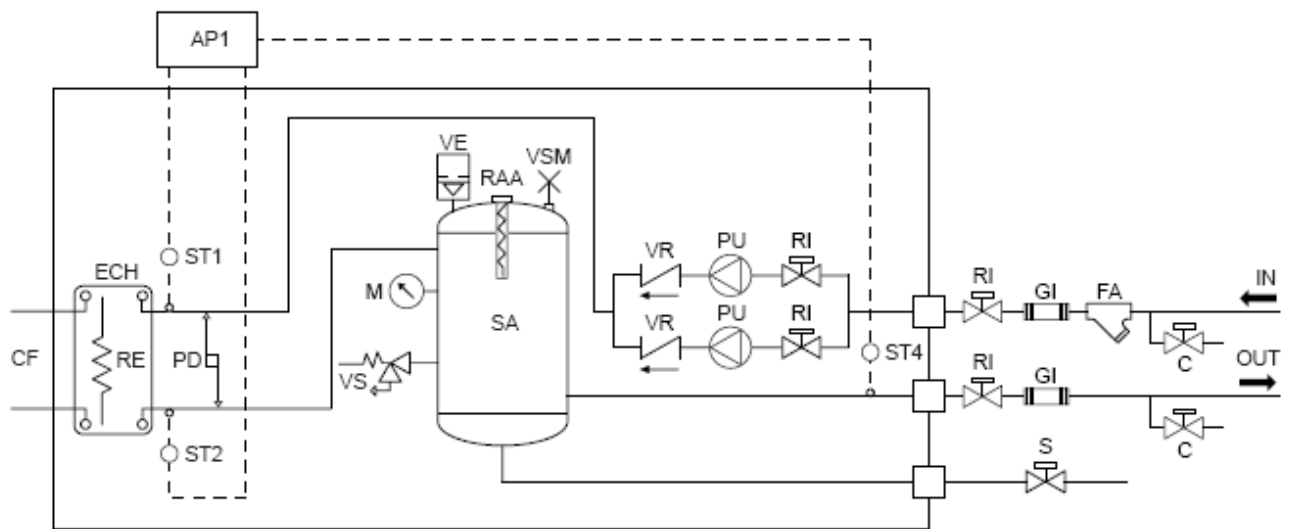 AP1
VE
VSM
RAA
ST1
ECH
VR
PU
RI
RI
GI
FA
IN
M
SA
CF
RE
PD
VR
PU
RI
ST4
C
VS
RI
GI
OUT
ST2
C
S